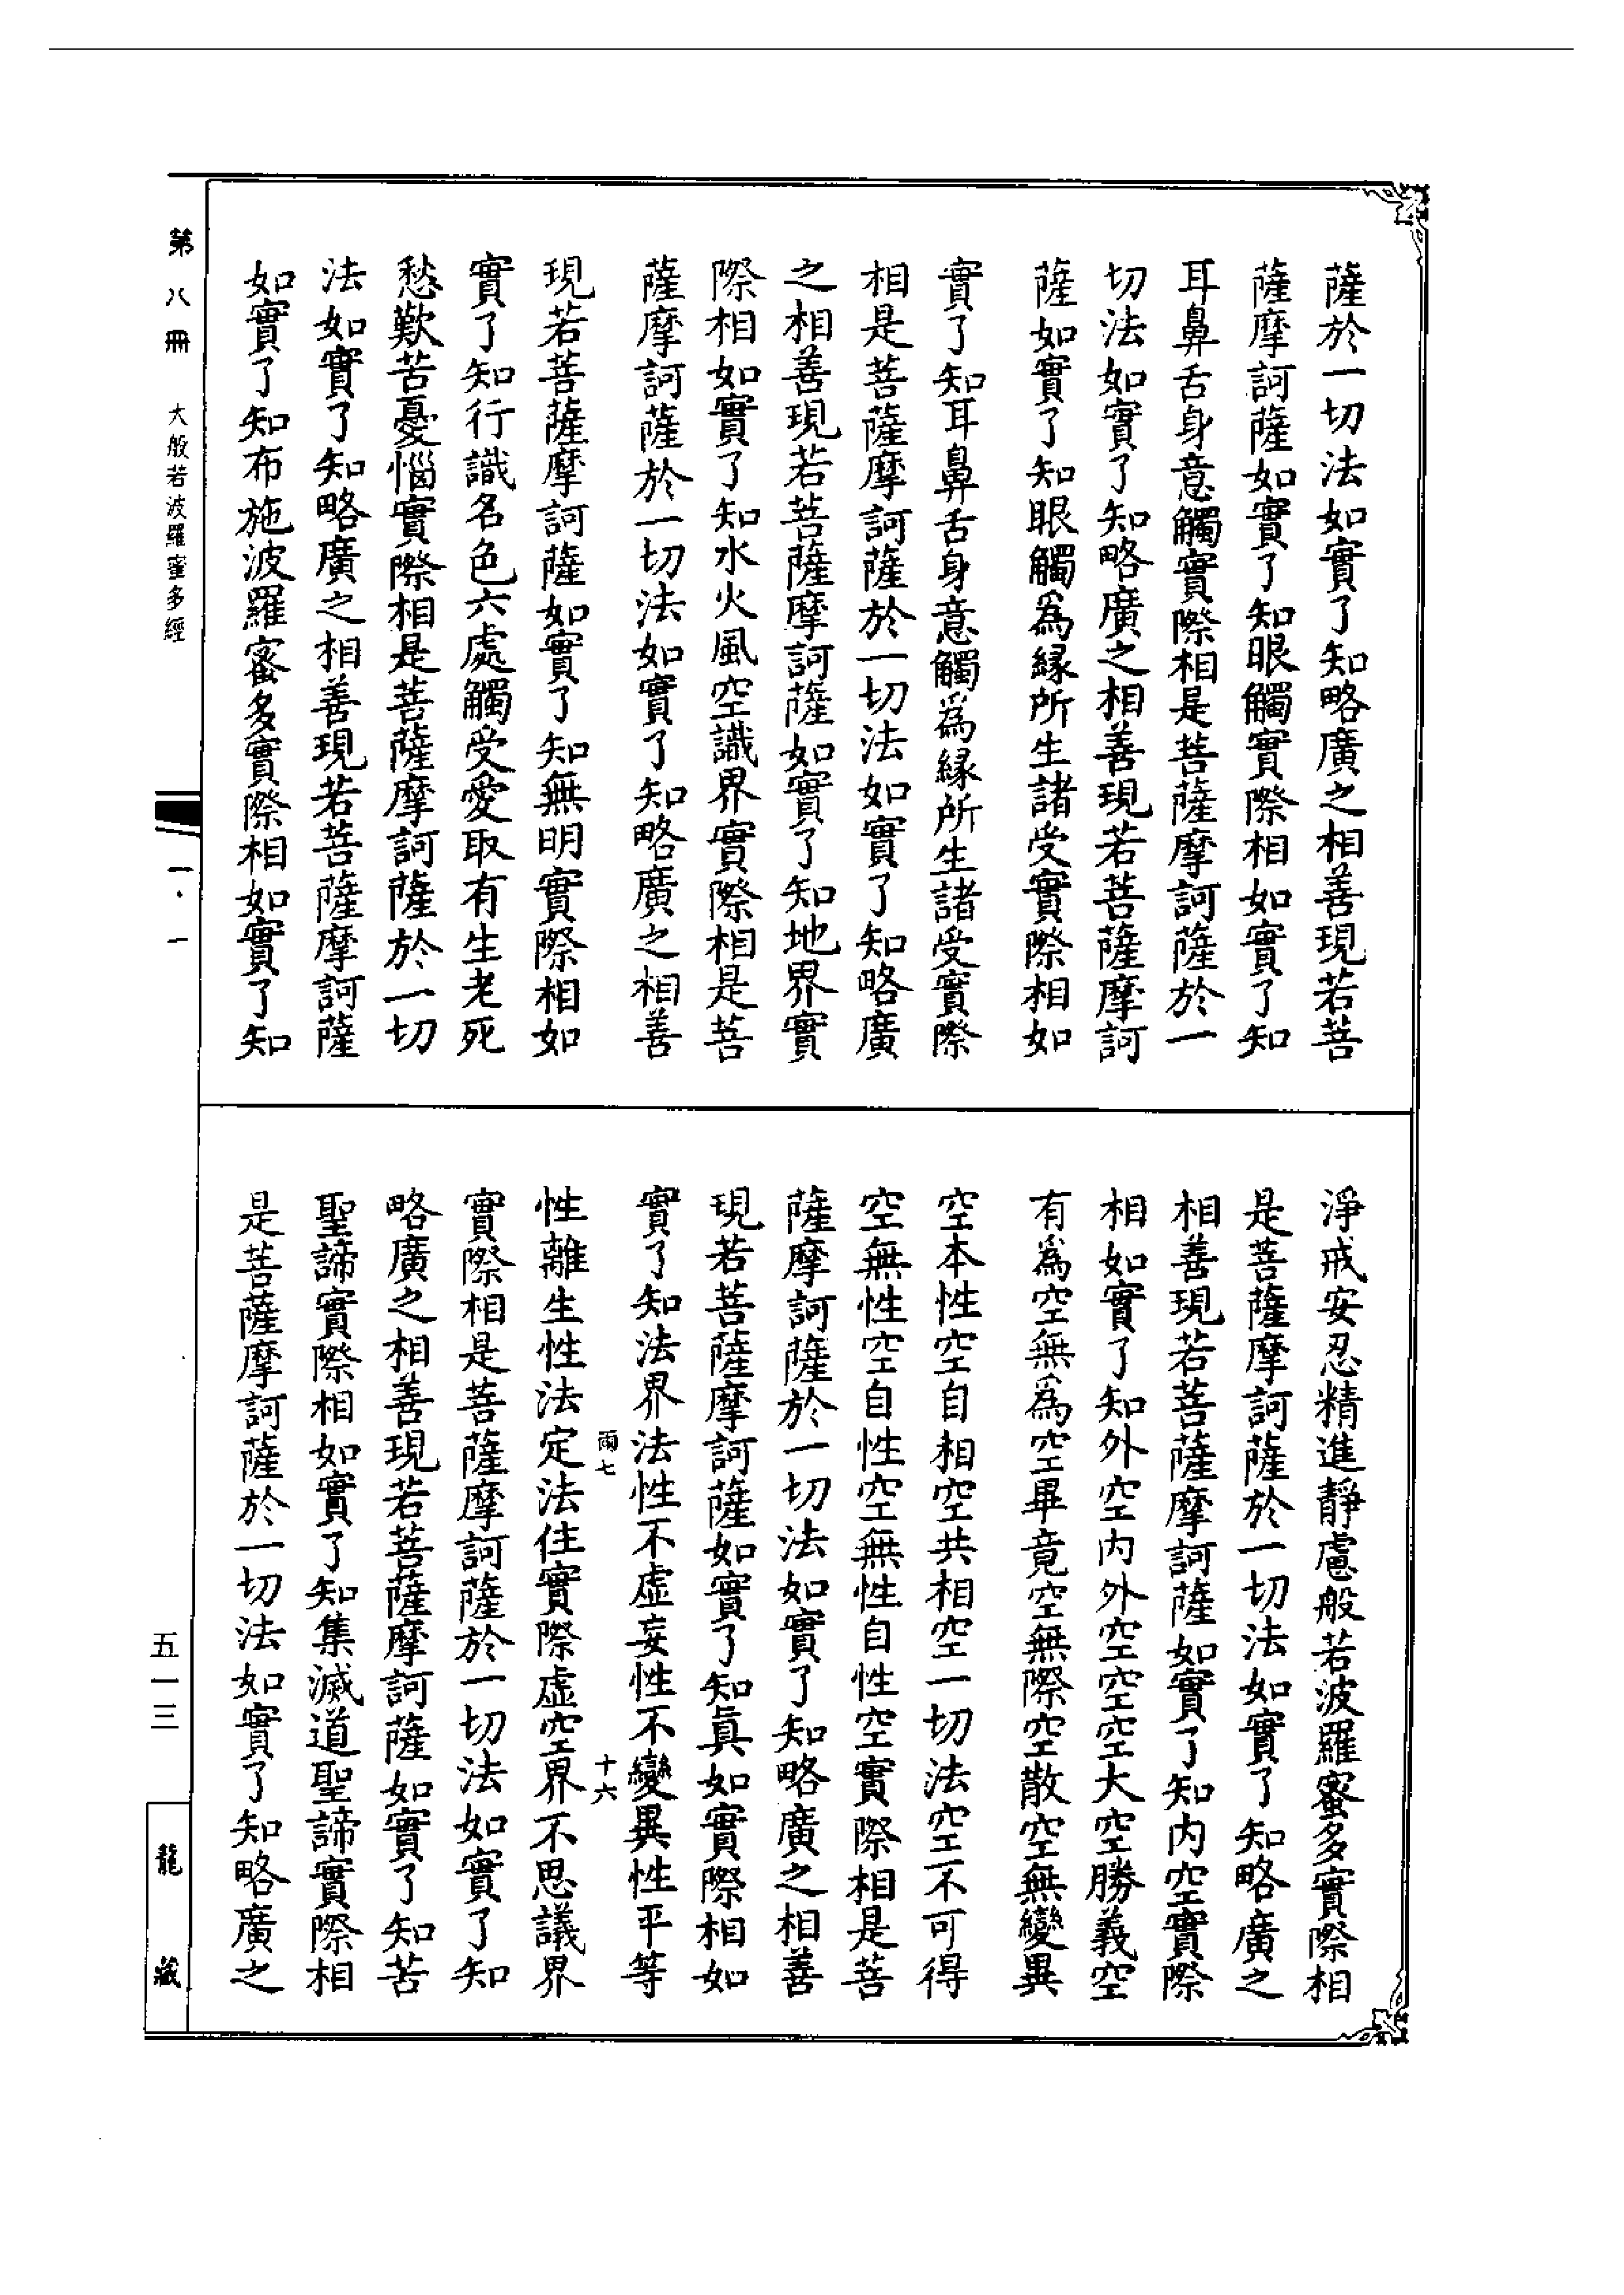 薩於一切法如實了知略廣之相善現若菩
薩摩訶薩如實了知眼觸實際相如實了知
耳鼻舌身意觸實際相是菩薩摩訶薩於一
切法如實了知略廣之相善現若菩薩摩訶
薩如實了知眼觸爲緣所生諸受實際相如
實了知耳鼻舌身意觸爲緣所生諸受實際
相是菩薩摩訶薩於一切法如實了知略廣
之相善現若菩薩摩訶薩如實了知地界實
際相如實了知水火風空識界實際相是菩
薩摩訶薩於一切法如實了知略廣之相善
現若菩薩摩訶薩如實了知無明實際相如
實了知行識名色六處觸受愛取有生老死
愁歎苦憂惱實際相是菩薩摩訶薩於一切
法如實了知略廣之相善現若菩薩摩訶薩
如實了知布施波羅蜜多實際相如實了知
淨戒安忍精進靜慮般若波羅蜜多實際相
是菩薩摩訶薩於一切法如實了知略廣之
相善現若菩薩摩訶薩如實了知內空實際
相如實了知外空內外空空空大空勝義空
有爲空無爲空畢竟空無際空散空無變異
空本性空自相空共相空一切法空不可得
空無性空自性空無性自性空實際相是菩
薩摩訶薩於一切法如實了知略廣之相善
現若菩薩摩訶薩如實了知真如實際相如
實了知法界法性不虛妄性不變異性平等
雨七 十六
性離生性法定法住實際虛空界不思議界
實際相是菩薩摩訶薩於一切法如實了知
略廣之相善現若菩薩摩訶薩如實了知苦
聖諦實際相如實了知集滅道聖諦實際相
是菩薩摩訶薩於一切法如實了知略廣之
第八冊 大般若波羅蜜多經
一·一
五一三
龍藏